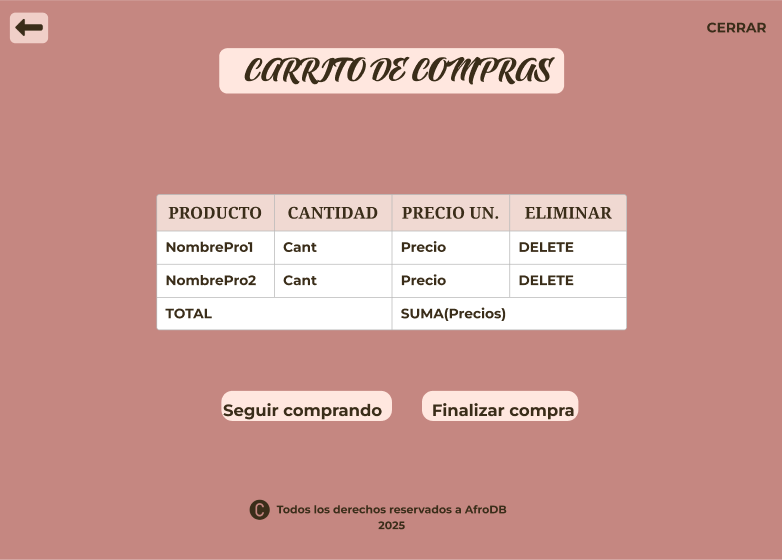 CERRAR
CARRITO DE COMPRAS
PRODUCTO CANTIDAD PRECIO UN. ELIMINAR
NombrePro1 Cant Precio DELETE
NombrePro2 Cant Precio DELETE
TOTAL SUMA(Precios)
Seguir comprando Finalizar compra
© Todos los derechos reservados a AfroDB
2025